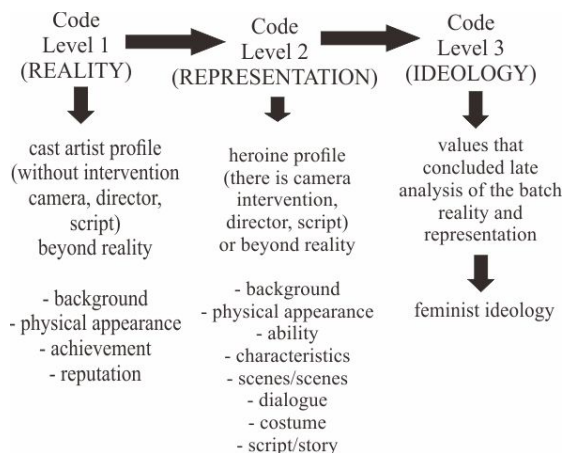 Code
Level 1
(REALITY)
cast artist profile
(without intervention
camera, director,
script)
beyond reality
- background
- physical appearance
- achievement
- reputation
Code
Level 2
(REPRESENTATION)
heroine profile
(there is camera
intervention,
director, script)
or beyond reality
- background
- physical appearance
- ability
- characteristics
- scenes/scenes
- dialogue
- costume
- script/story
Code
Level 3
(IDEOLOGY)
values that
concluded late
analysis of the batch
reality and
representation
feminist ideology